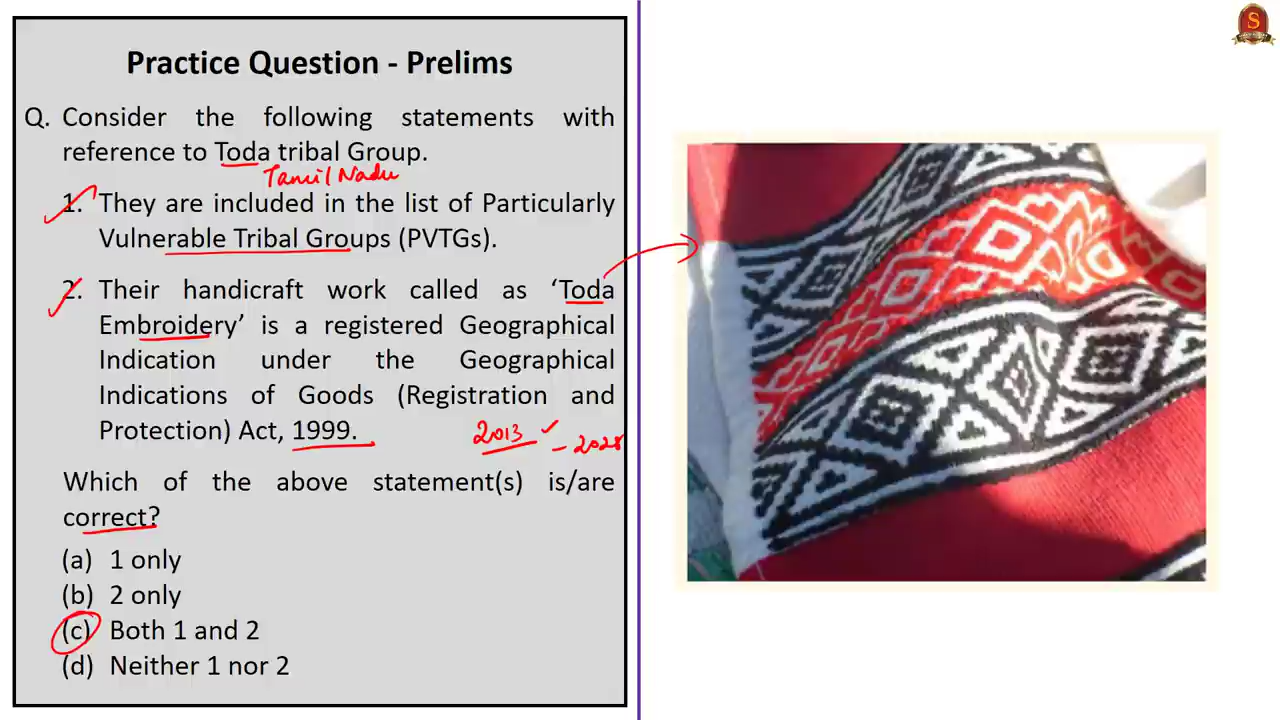 Practice Question - Prelims
Q. Consider the following statements with
reference to Toda tribal Group.
Tamil Nadu
1. They are included in the list of Particularly
Vulnerable Tribal Groups (PVTGs).
2. Their handicraft work called as ‘Toda
Embroidery’ is a registered Geographical
Indication under the Geographical
Indications of Goods (Registration and
Protection) Act, 1999.
2013 – 2028
Which of the above statement(s) is/are
correct?
(a) 1 only
(b) 2 only
(c) Both 1 and 2
(d) Neither 1 nor 2
S